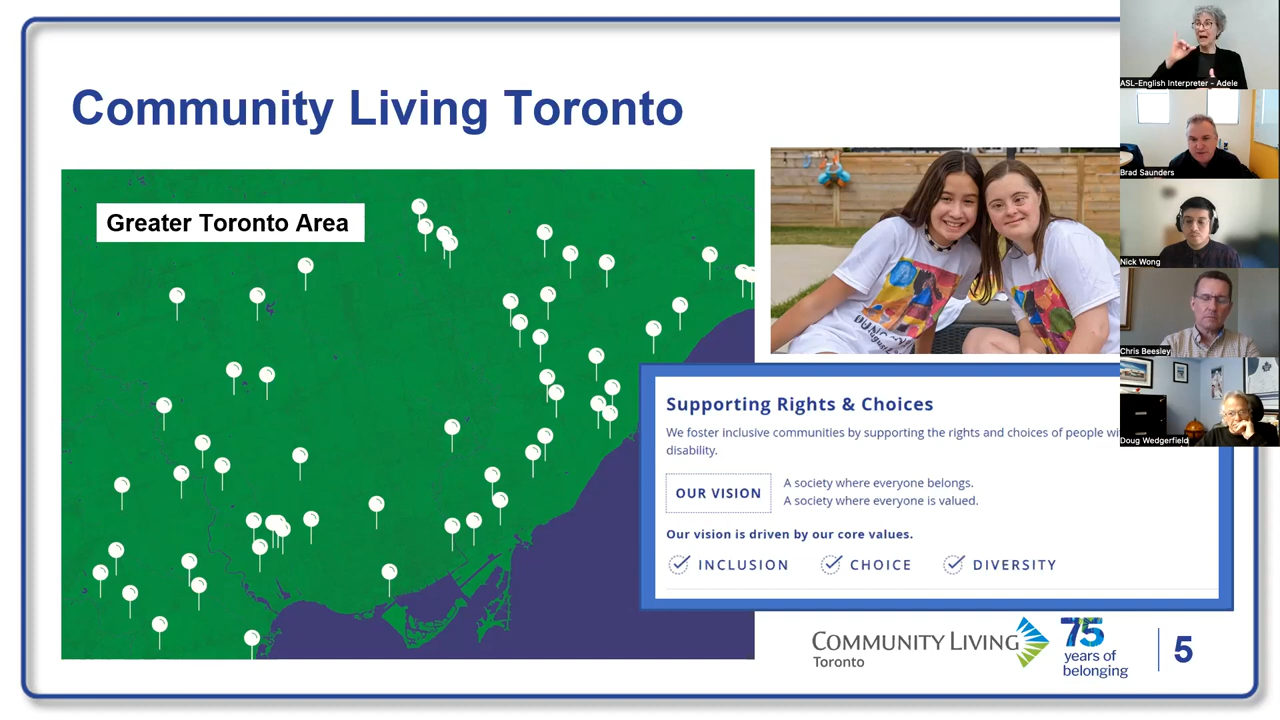 Community Living Toronto
Greater Toronto Area
Supporting Rights & Choices
We foster inclusive communities by supporting the rights and choices of people
disability.
OUR VISION
A society where everyone belongs.
A society where everyone is valued.
Our vision is driven by our core values.
INCLUSION
CHOICE
DIVERSITY
COMMUNITY LIVING
Toronto
75
years of
belonging
5
ASL-English Interpreter - Adele
Brad Saunders
Nick Wong
Chris Beesley
Doug Wedgerfield